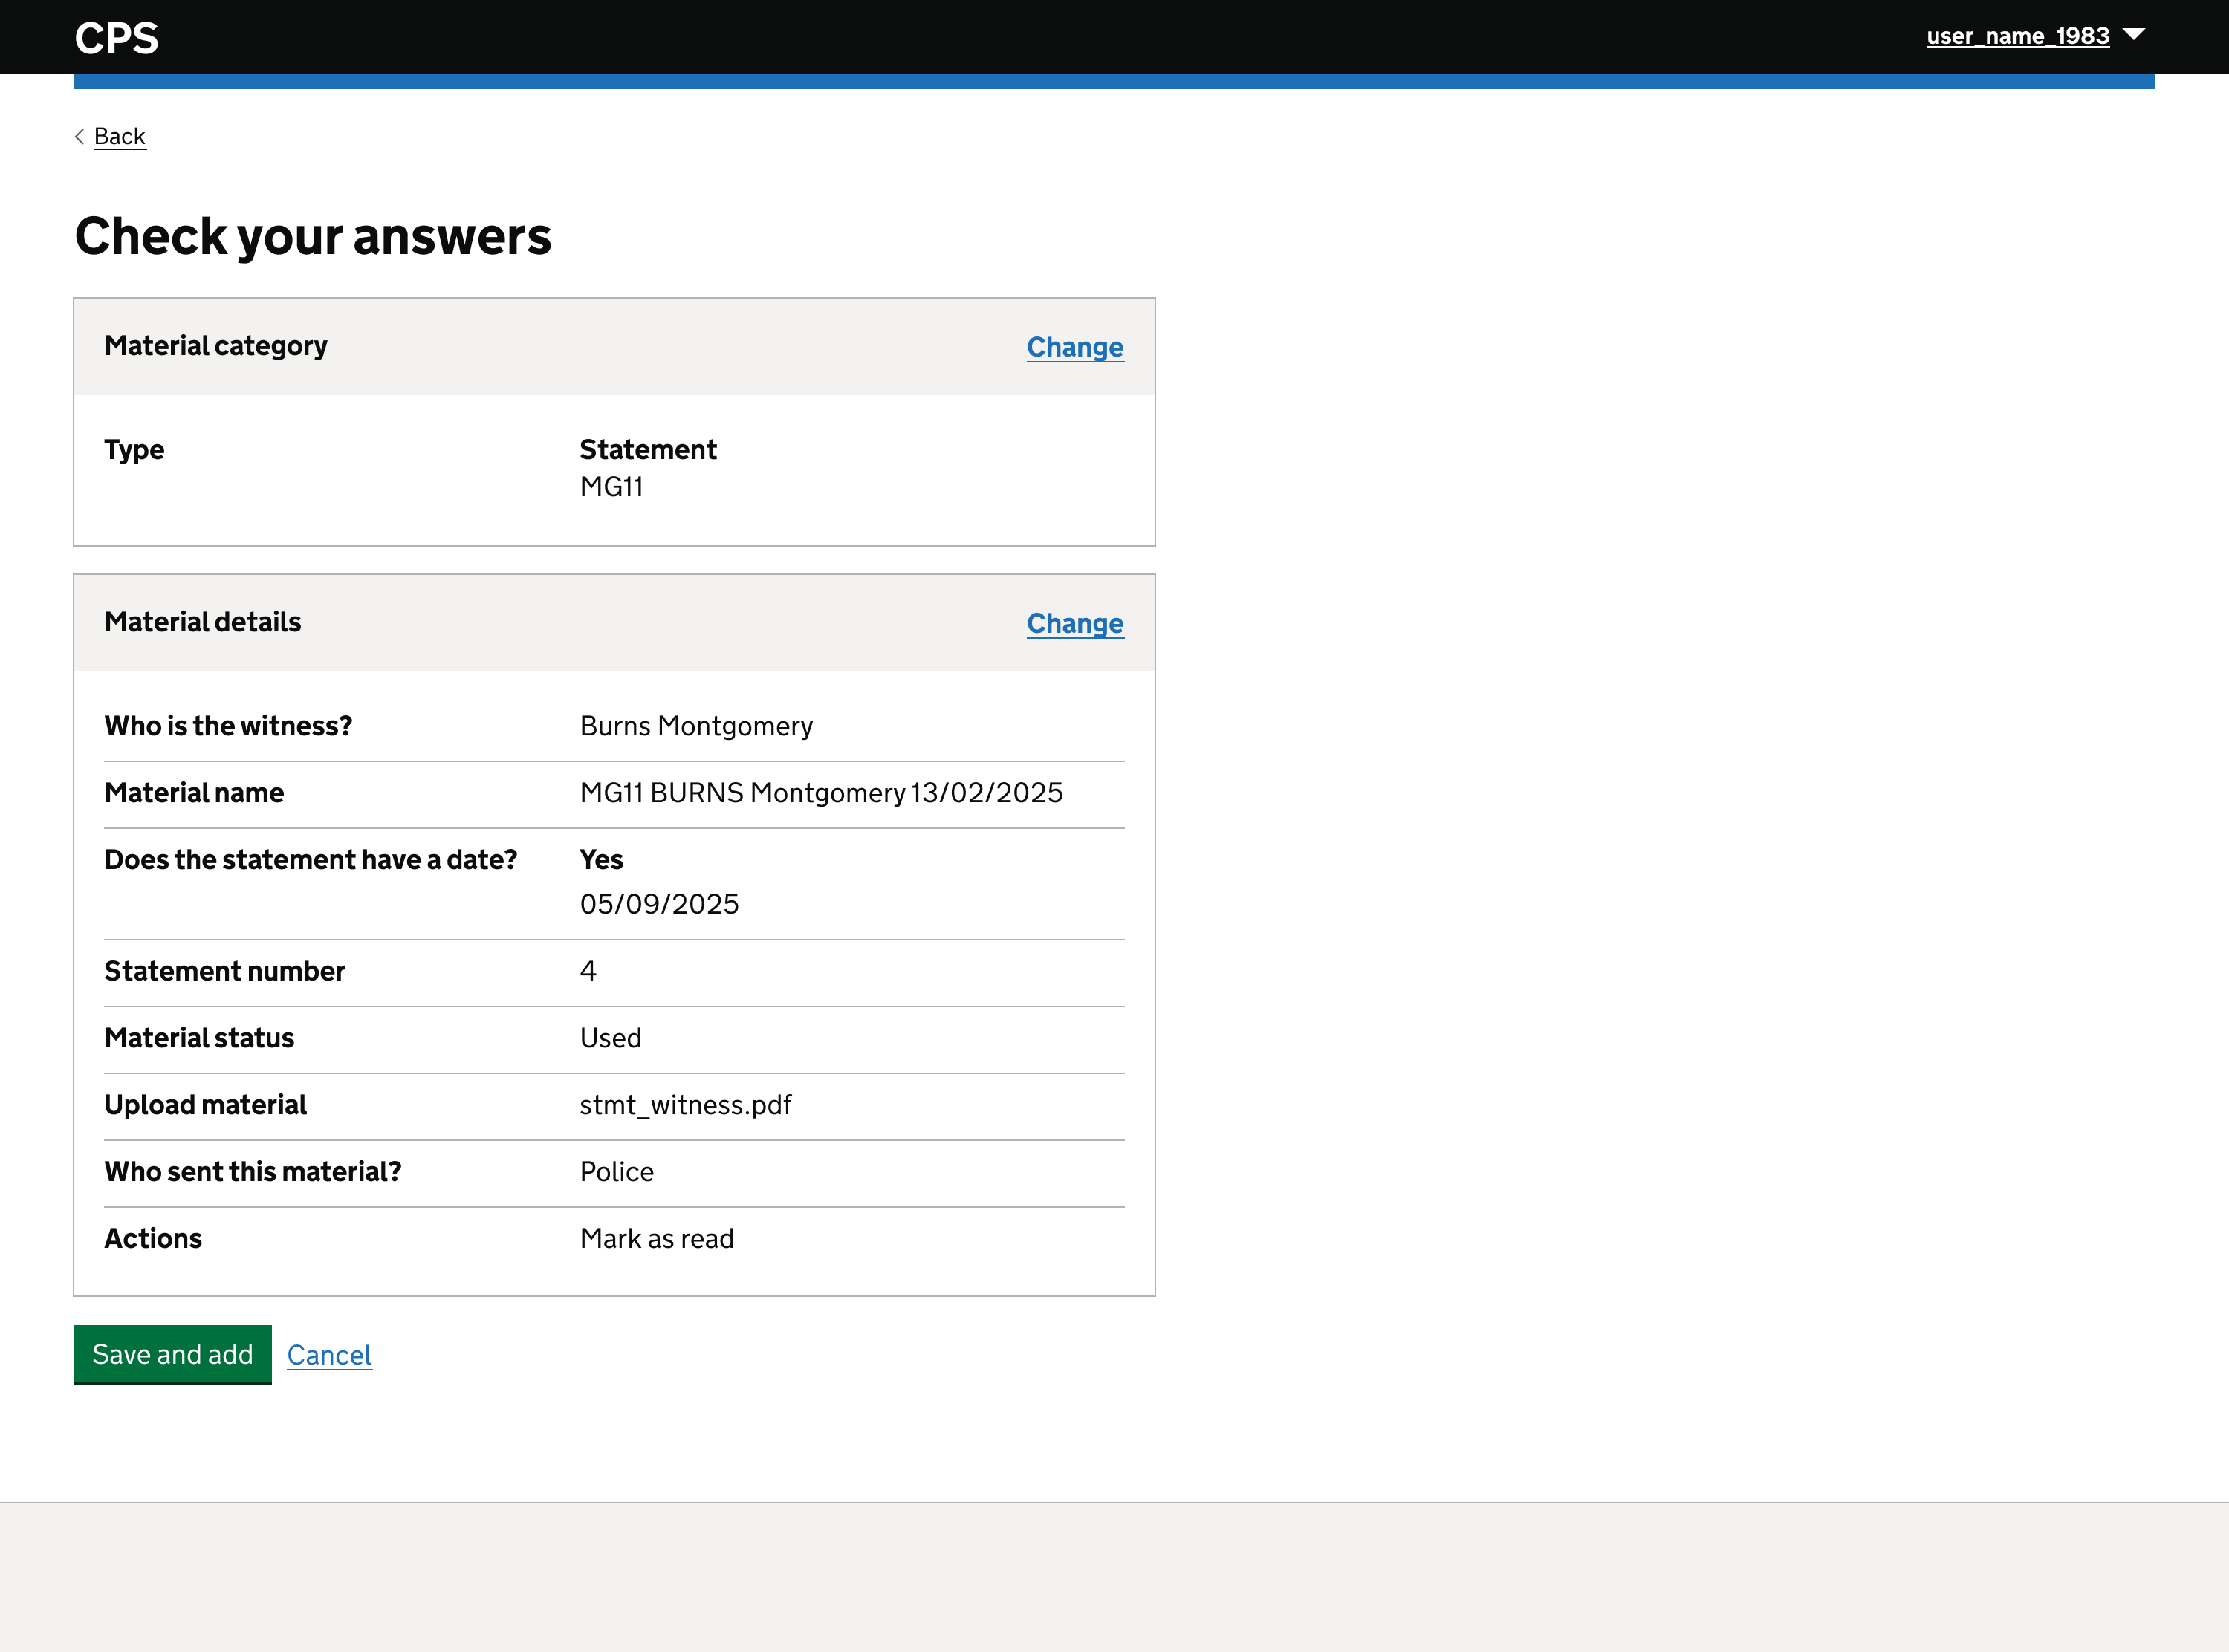 CPS
user_name_1983
Back
Check your answers
Material category
Change
Type
Statement
MG11
Material details
Change
Who is the witness?
Burns Montgomery
Material name
MG11 BURNS Montgomery 13/02/2025
Does the statement have a date?
Yes
05/09/2025
Statement number
4
Material status
Used
Upload material
stmt_witness.pdf
Who sent this material?
Police
Actions
Mark as read
Save and add
Cancel